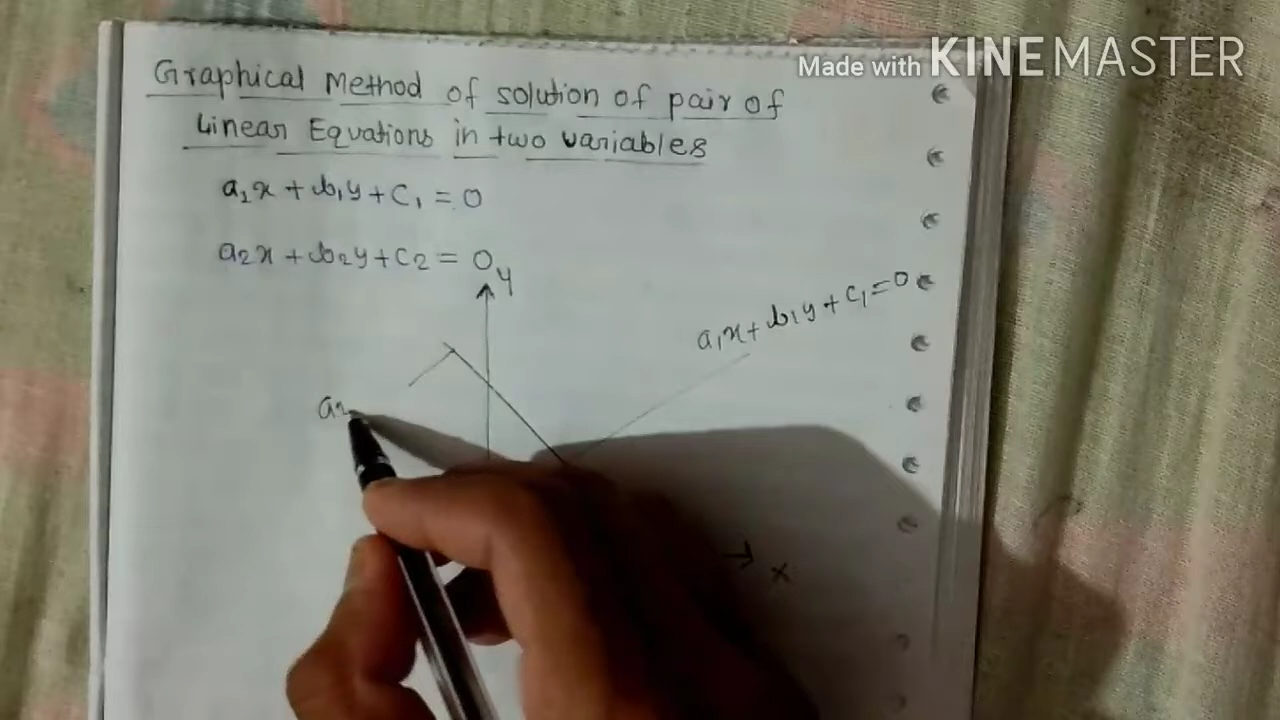 Made with KINEMASTER
Graphical Method of solution of pair of
Linear Equations in two variables
a₁x + b₁y + c₁ = 0
a₂x + b₂y + c₂ = 0
y
a₁x + b₁y + c₁ = 0
a₂
x